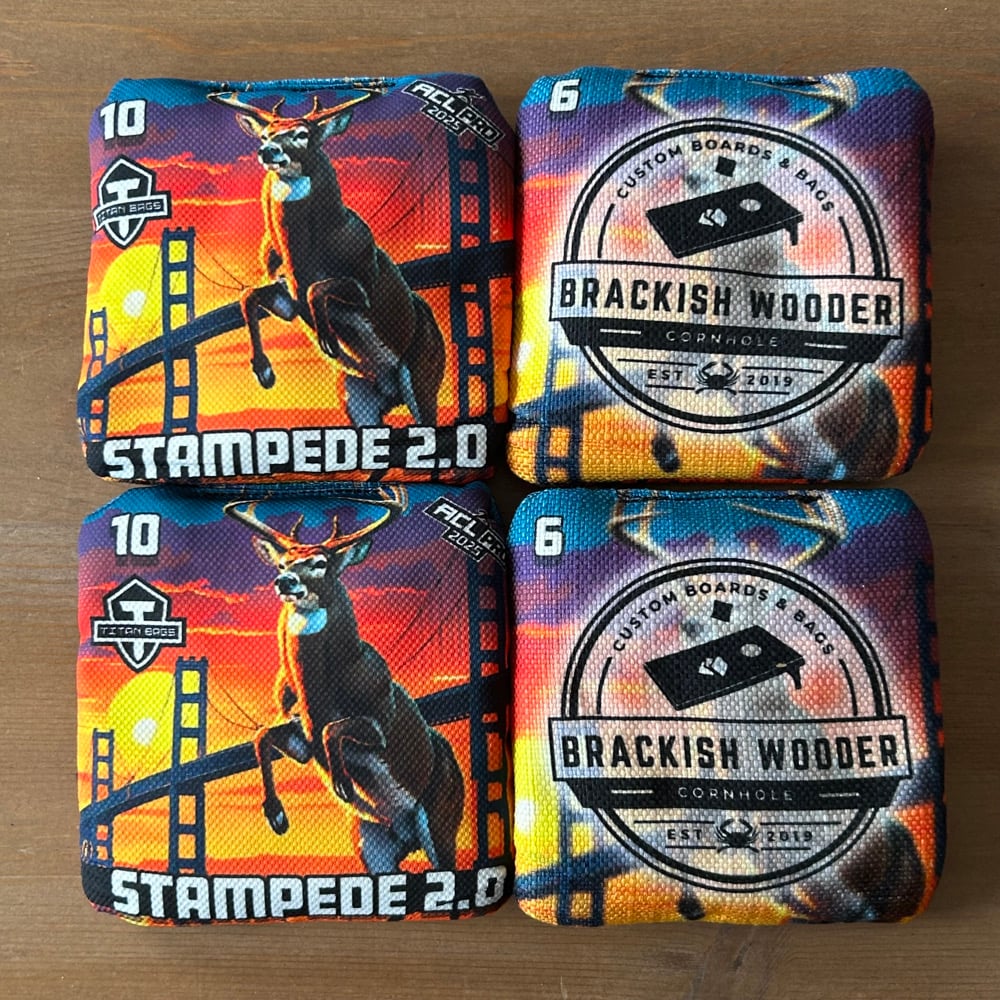 10
ACL PRO
2025
TITAN BAGS
STAMPEDE 2.0
6
CUSTOM BOARDS & BAGS
BRACKISH WOODER
CORNHOLE
EST 2019
10
ACL PRO
2025
TITAN BAGS
STAMPEDE 2.0
6
CUSTOM BOARDS & BAGS
BRACKISH WOODER
CORNHOLE
EST 2019